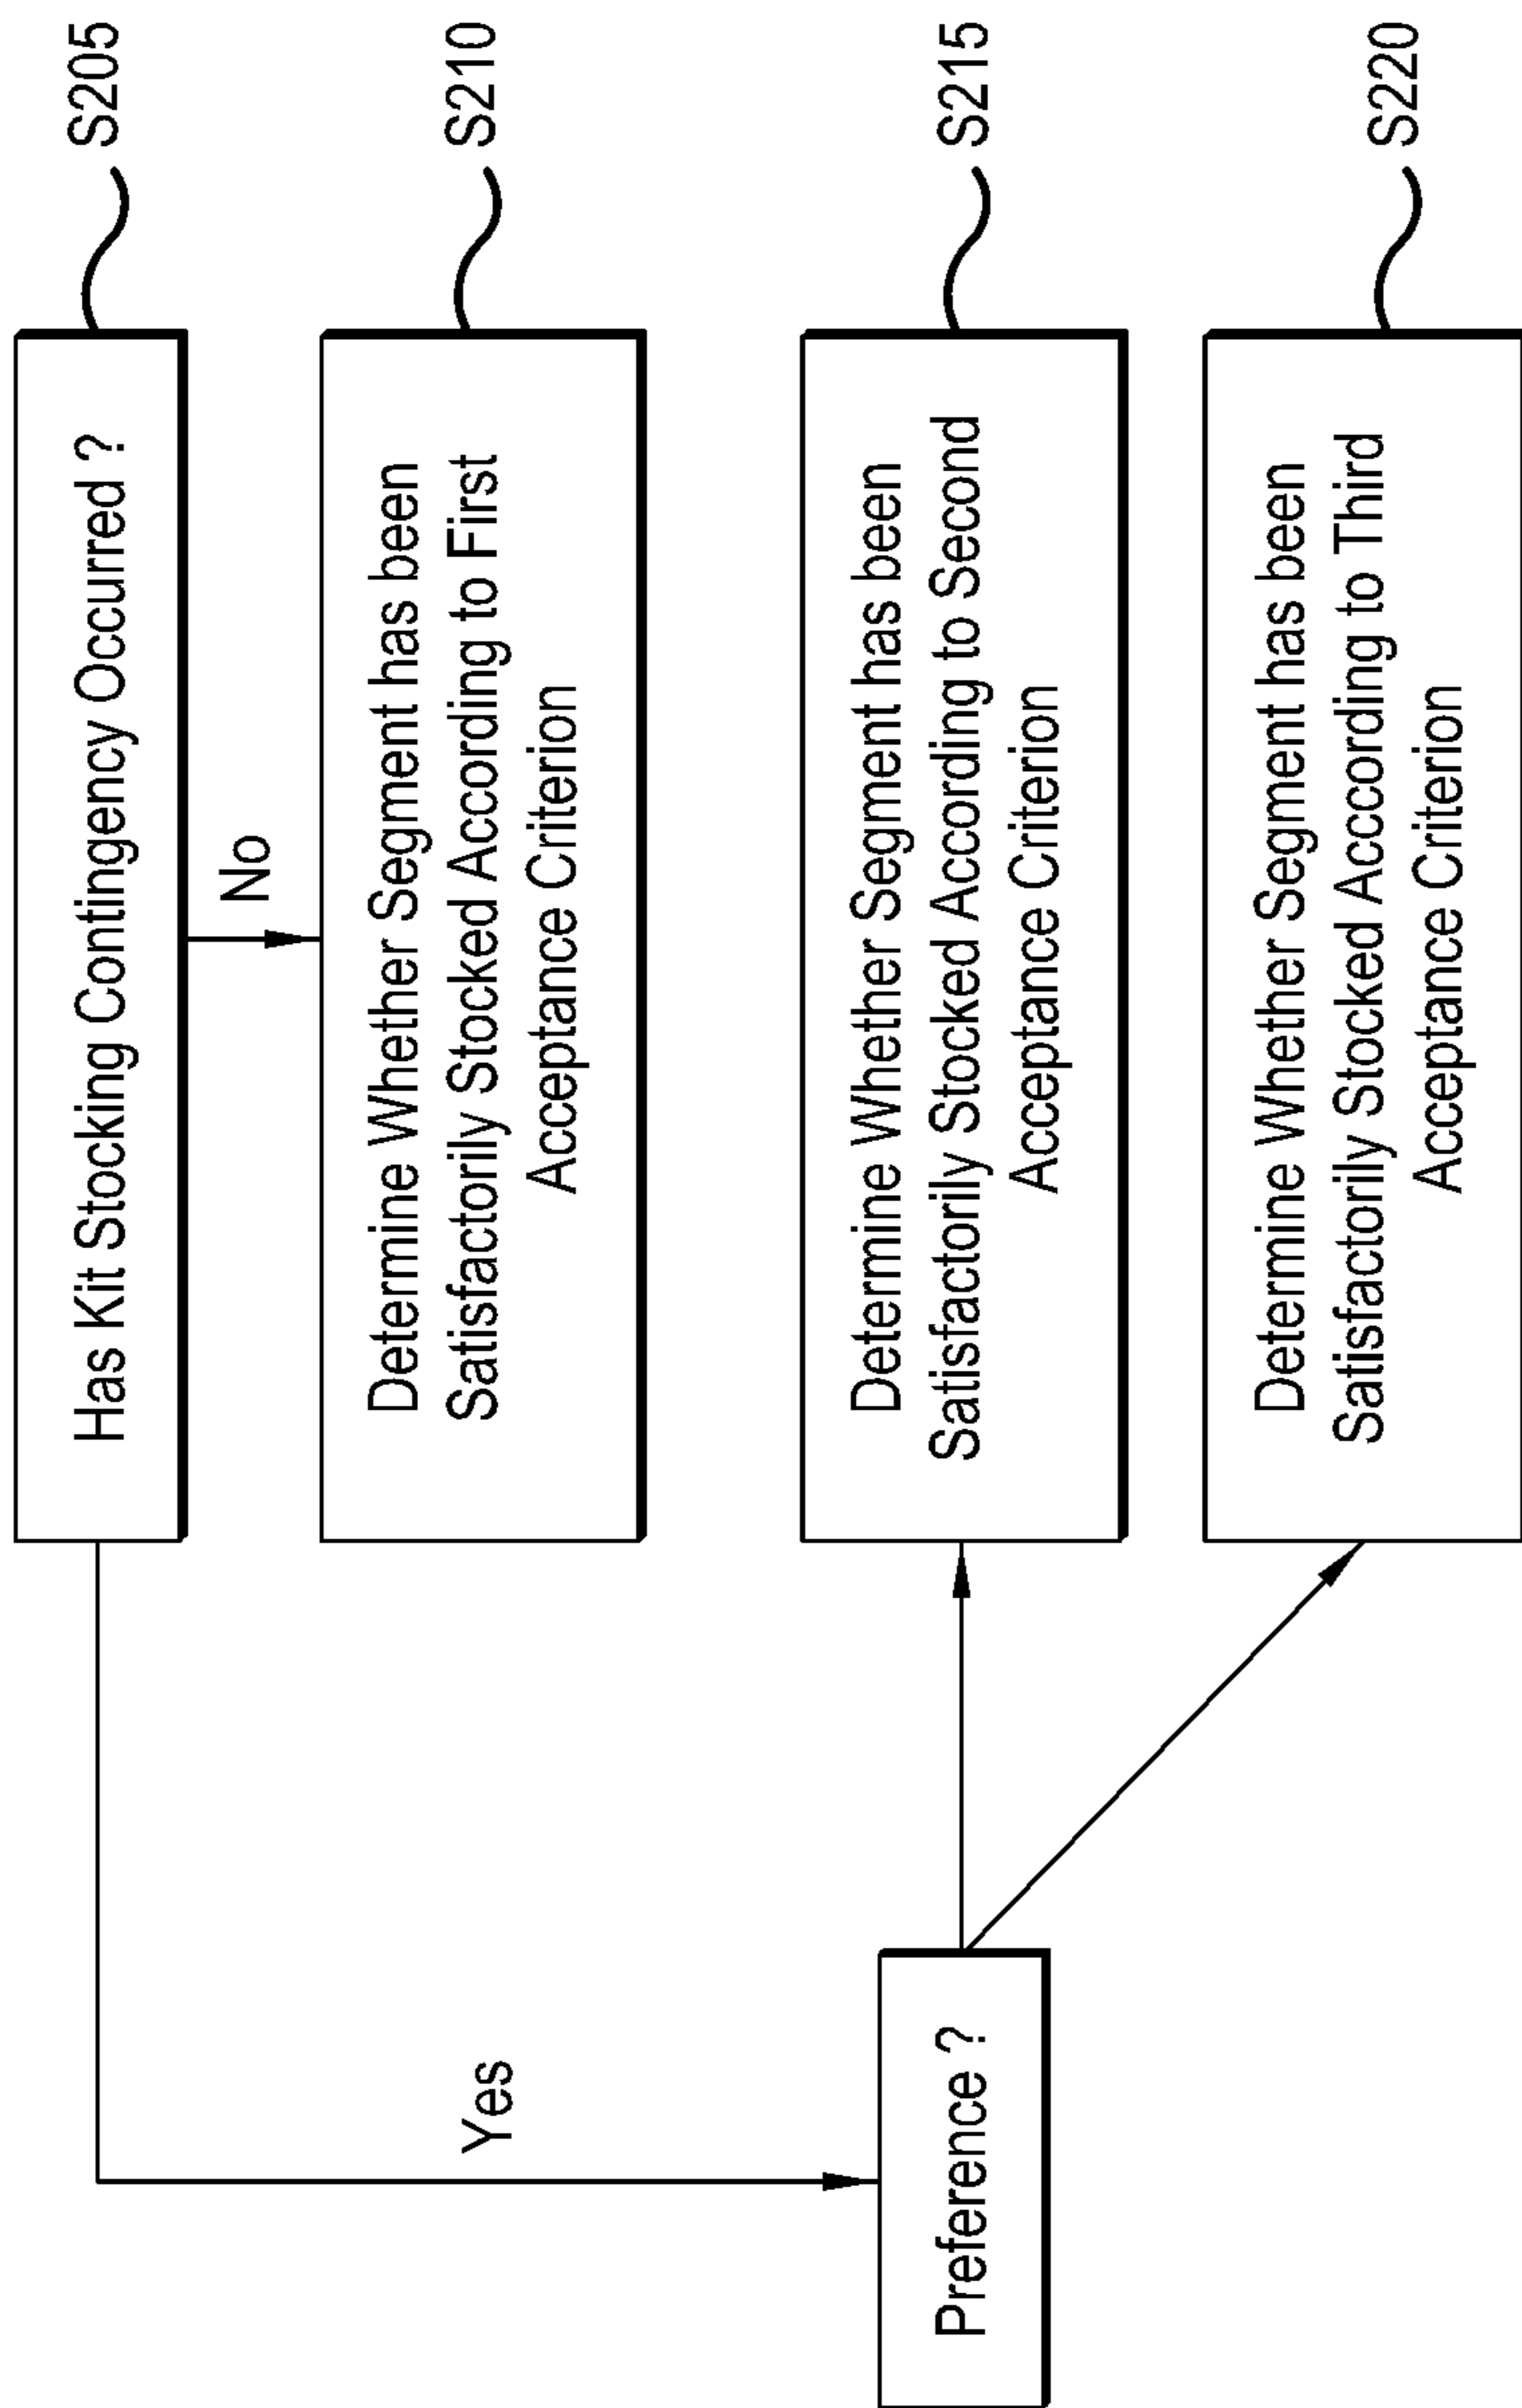 Has Kit Stocking Contingency Occurred ?
S205
No
Determine Whether Segment has been
Satisfactorily Stocked According to First
Acceptance Criterion
S210
Yes
Preference ?
Determine Whether Segment has been
Satisfactorily Stocked According to Second
Acceptance Criterion
S215
Determine Whether Segment has been
Satisfactorily Stocked According to Third
Acceptance Criterion
S220